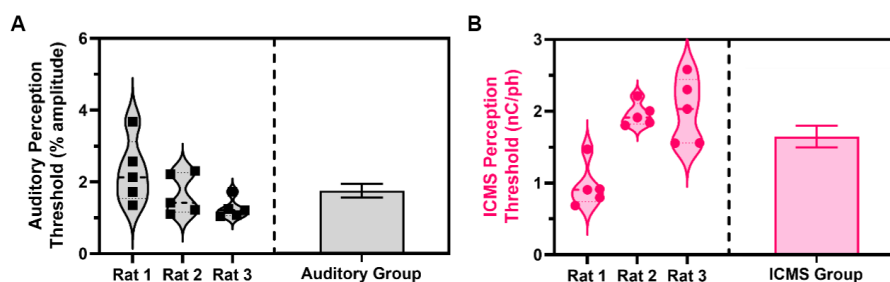 A
Auditory Perception
Threshold (% amplitude)
6
4
2
0
Rat 1 Rat 2 Rat 3 Auditory Group
B
ICMS Perception
Threshold (nC/ph)
3
2
1
0
Rat 1 Rat 2 Rat 3 ICMS Group